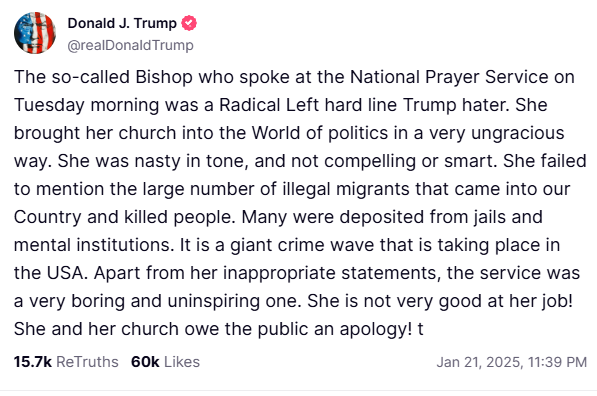 Donald J. Trump
@realDonaldTrump
The so-called Bishop who spoke at the National Prayer Service on
Tuesday morning was a Radical Left hard line Trump hater. She
brought her church into the World of politics in a very ungracious
way. She was nasty in tone, and not compelling or smart. She failed
to mention the large number of illegal migrants that came into our
Country and killed people. Many were deposited from jails and
mental institutions. It is a giant crime wave that is taking place in
the USA. Apart from her inappropriate statements, the service was
a very boring and uninspiring one. She is not very good at her job!
She and her church owe the public an apology! t
15.7k ReTruths 60k Likes Jan 21, 2025, 11:39 PM